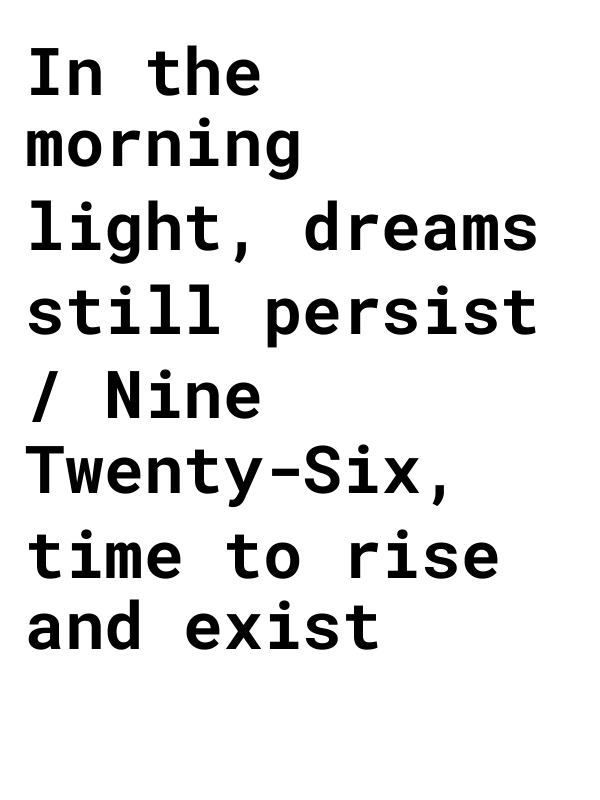 In the
morning
light, dreams
still persist
/ Nine
Twenty-Six,
time to rise
and exist